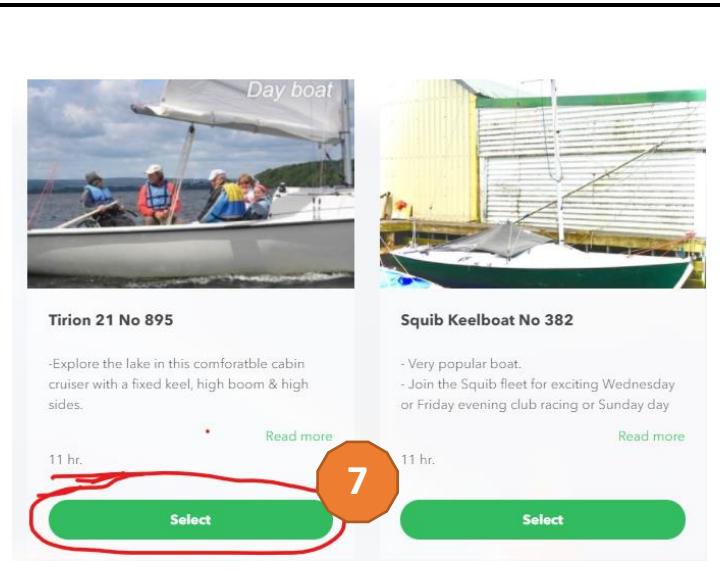 Day boat
Tirion 21 No 895
-Explore the lake in this comforatble cabin
cruiser with a fixed keel, high boom & high
sides.
Read more
11 hr.
Select
7
Squib Keelboat No 382
- Very popular boat.
- Join the Squib fleet for exciting Wednesday
or Friday evening club racing or Sunday day
Read more
11 hr.
Select